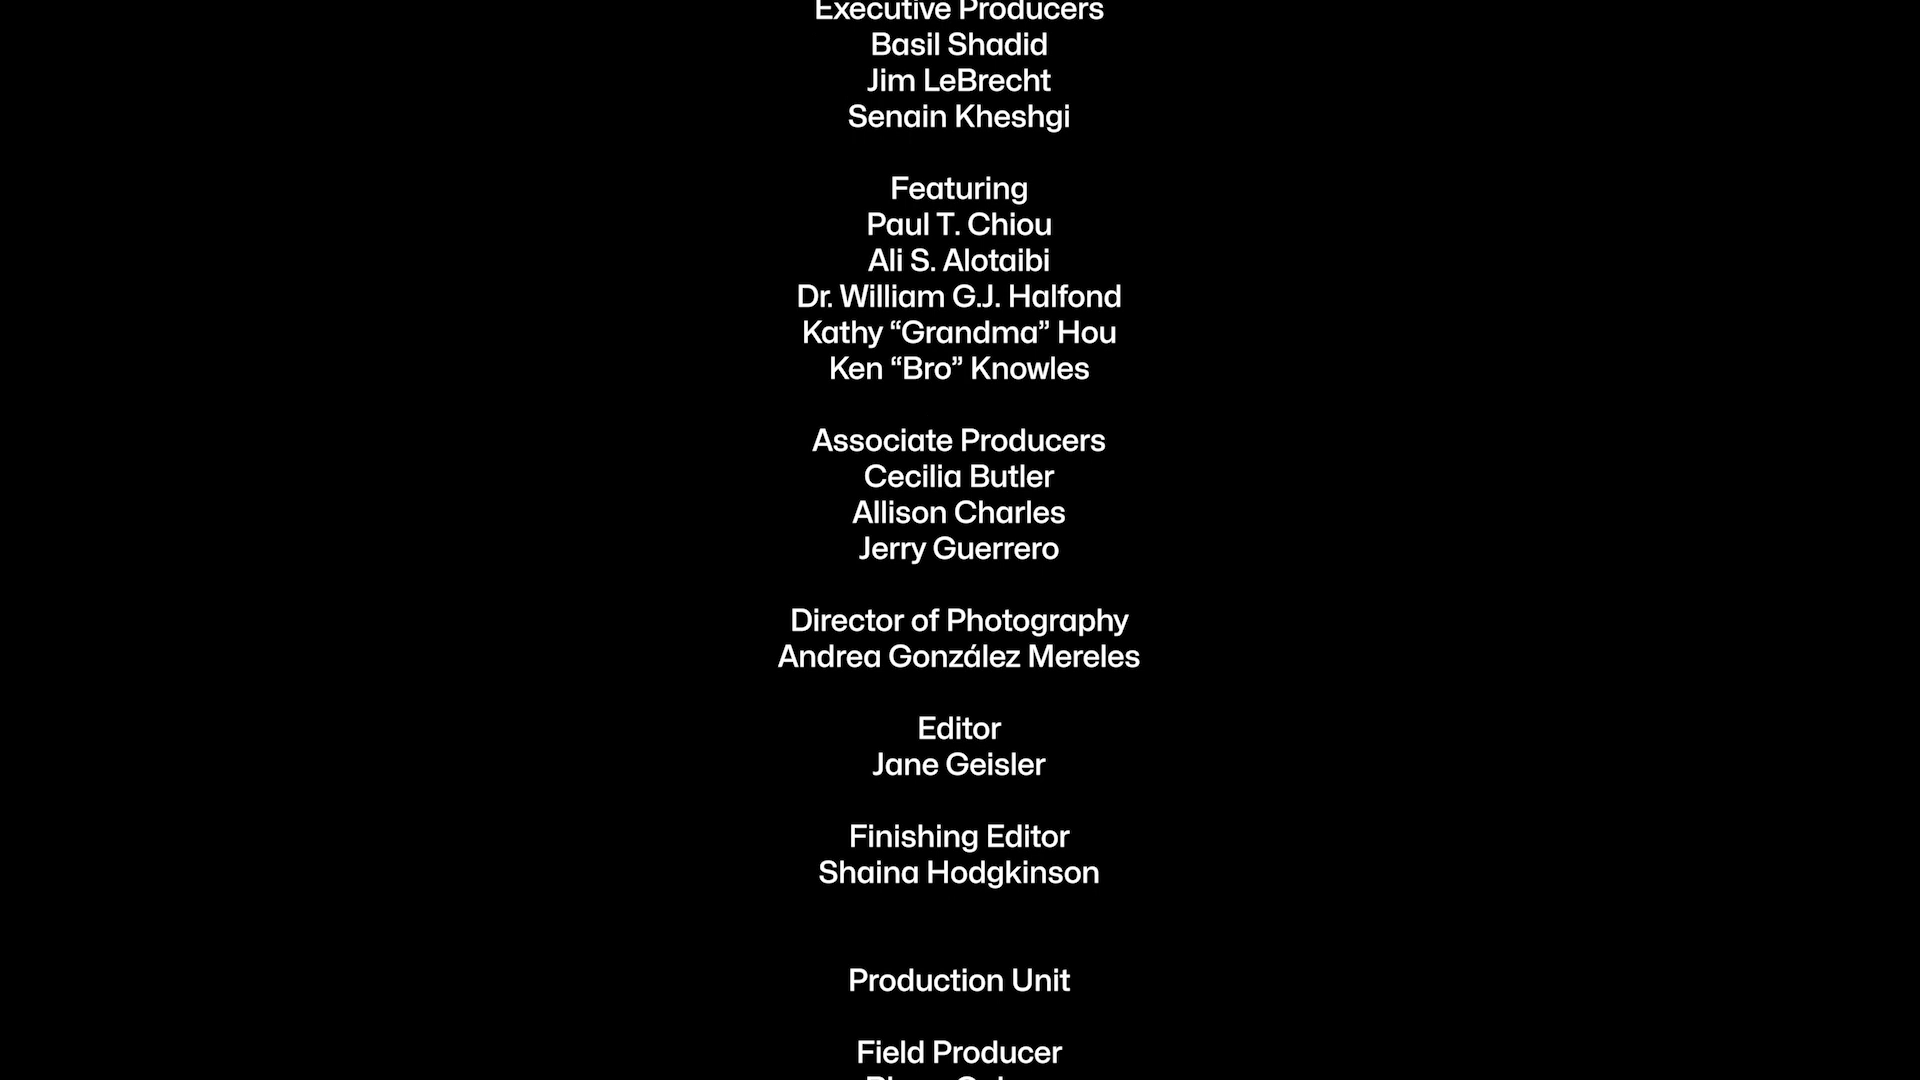 Executive Producers
Basil Shadid
Jim LeBrecht
Senain Kheshgi
Featuring
Paul T. Chiou
Ali S. Alotaibi
Dr. William G.J. Halfond
Kathy “Grandma” Hou
Ken “Bro” Knowles
Associate Producers
Cecilia Butler
Allison Charles
Jerry Guerrero
Director of Photography
Andrea González Mereles
Editor
Jane Geisler
Finishing Editor
Shaina Hodgkinson
Production Unit
Field Producer